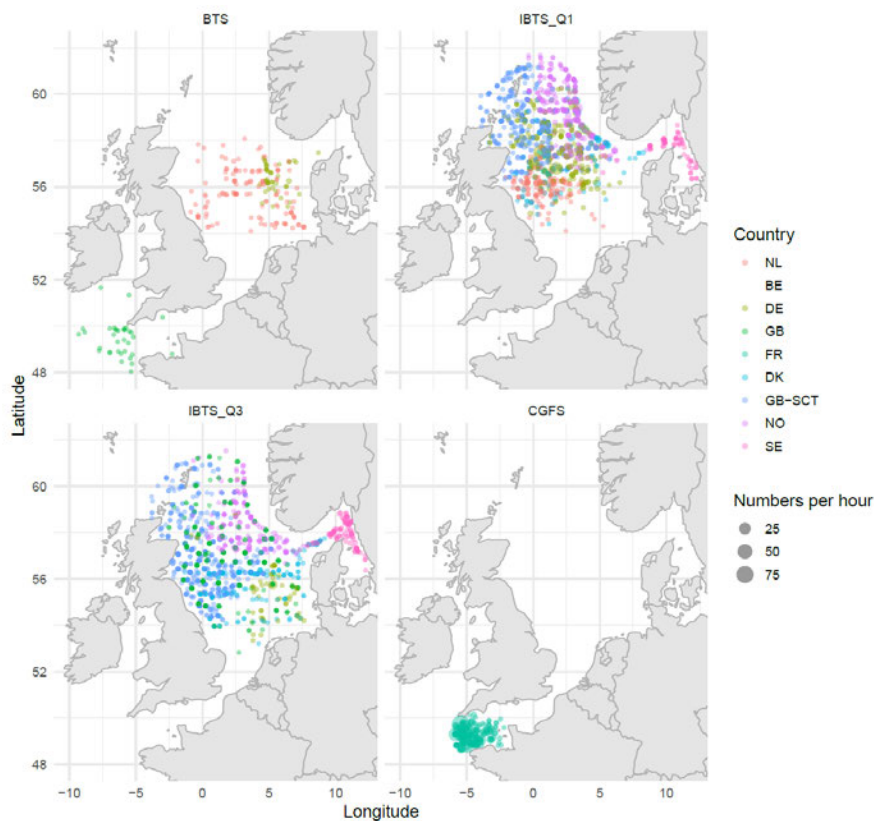 BTS
IBTS_Q1
60
56
52
48
Latitude
IBTS_Q3
CGFS
60
56
52
48
−10
−5
0
5
10
−10
−5
0
5
10
Longitude
Country
NL
BE
DE
GB
FR
DK
GB−SCT
NO
SE
Numbers per hour
25
50
75